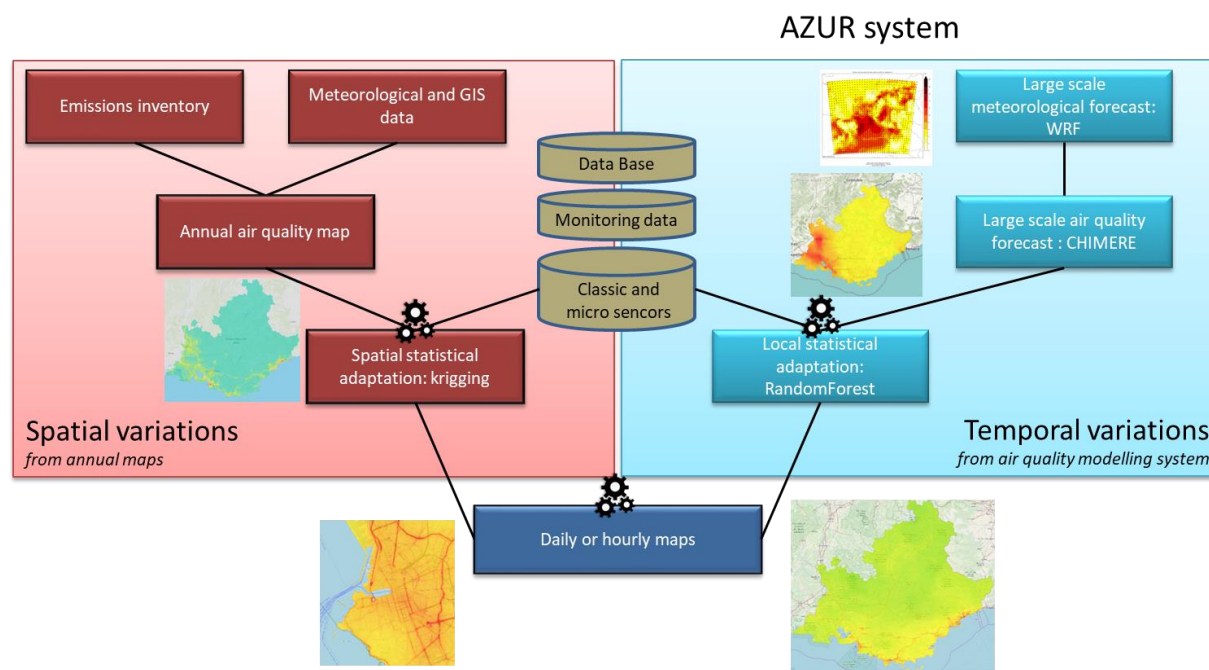 AZUR system
Emissions inventory
Meteorological and GIS
data
Large scale
meteorological forecast:
WRF
Data Base
Monitoring data
Classic and
micro sencors
Annual air quality map
Large scale air quality
forecast : CHIMERE
Spatial statistical
adaptation: krigging
Local statistical
adaptation:
RandomForest
Spatial variations
from annual maps
Temporal variations
from air quality modelling system
Daily or hourly maps